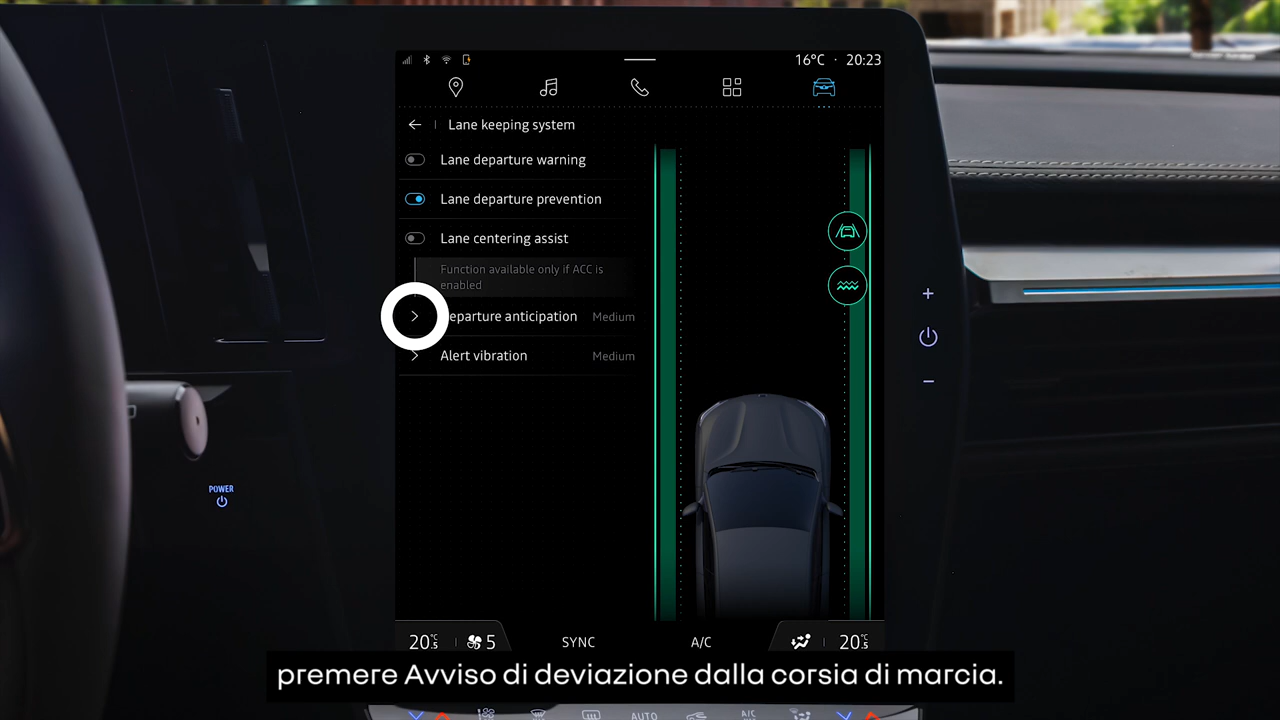 16°C · 20:23
Lane keeping system
Lane departure warning
Lane departure prevention
Lane centering assist
Function available only if ACC is
enabled
eparture anticipation Medium
Alert vibration Medium
POWER
20°C.5 5 SYNC A/C 20°C.5
premere Avviso di deviazione dalla corsia di marcia.
AUTO A/C